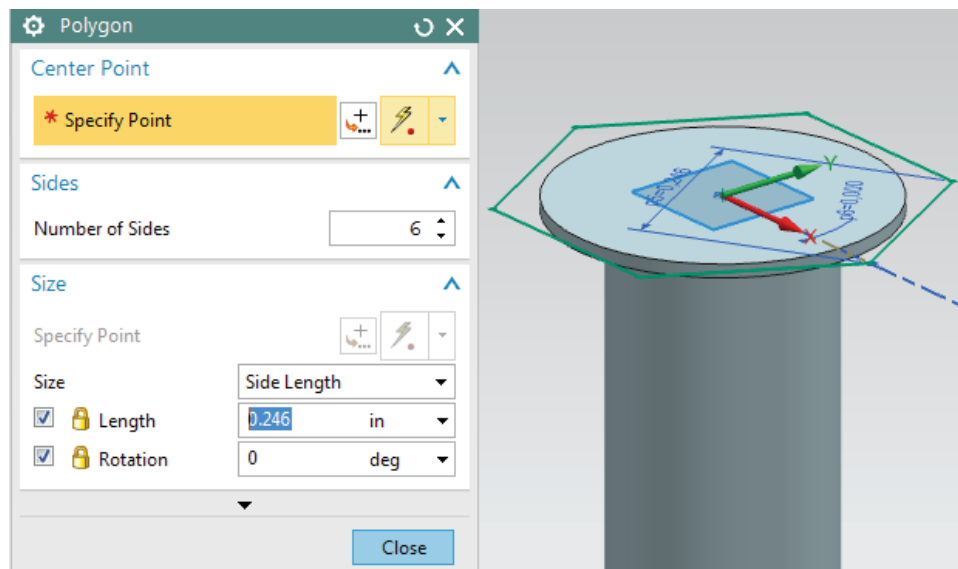 Polygon
Center Point
* Specify Point
Sides
Number of Sides 6
Size
Specify Point
Size Side Length
Length 0.246 in
Rotation 0 deg
Close
Y
X